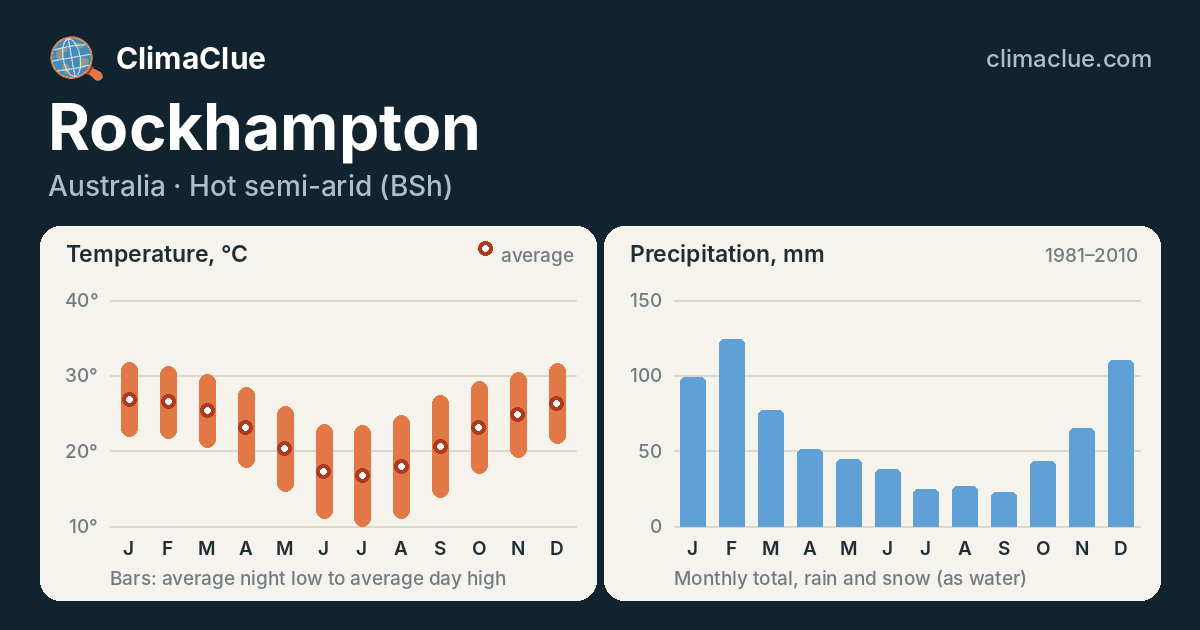 ClimaClue
climaclue.com
Rockhampton
Australia · Hot semi-arid (BSh)
Temperature, °C
average
40°
30°
20°
10°
J F M A M J J A S O N D
Bars: average night low to average day high
Precipitation, mm
1981–2010
150
100
50
0
J F M A M J J A S O N D
Monthly total, rain and snow (as water)